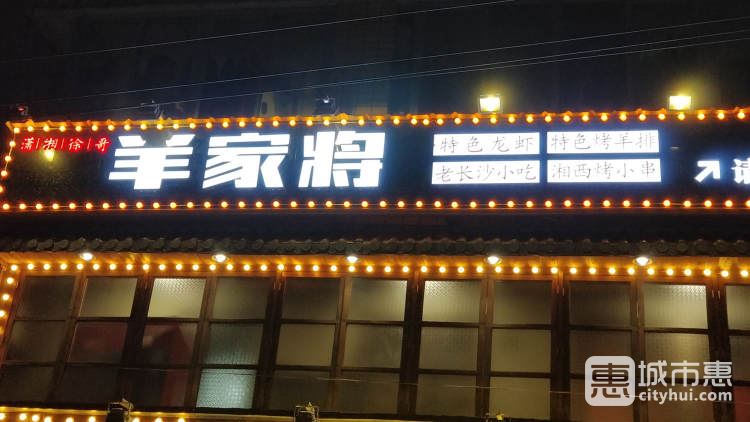 潇湘徐哥
羊家将
特色龙虾 特色烤羊排
老长沙小吃 湘西烤小串
惠 城市惠
cityhui.com